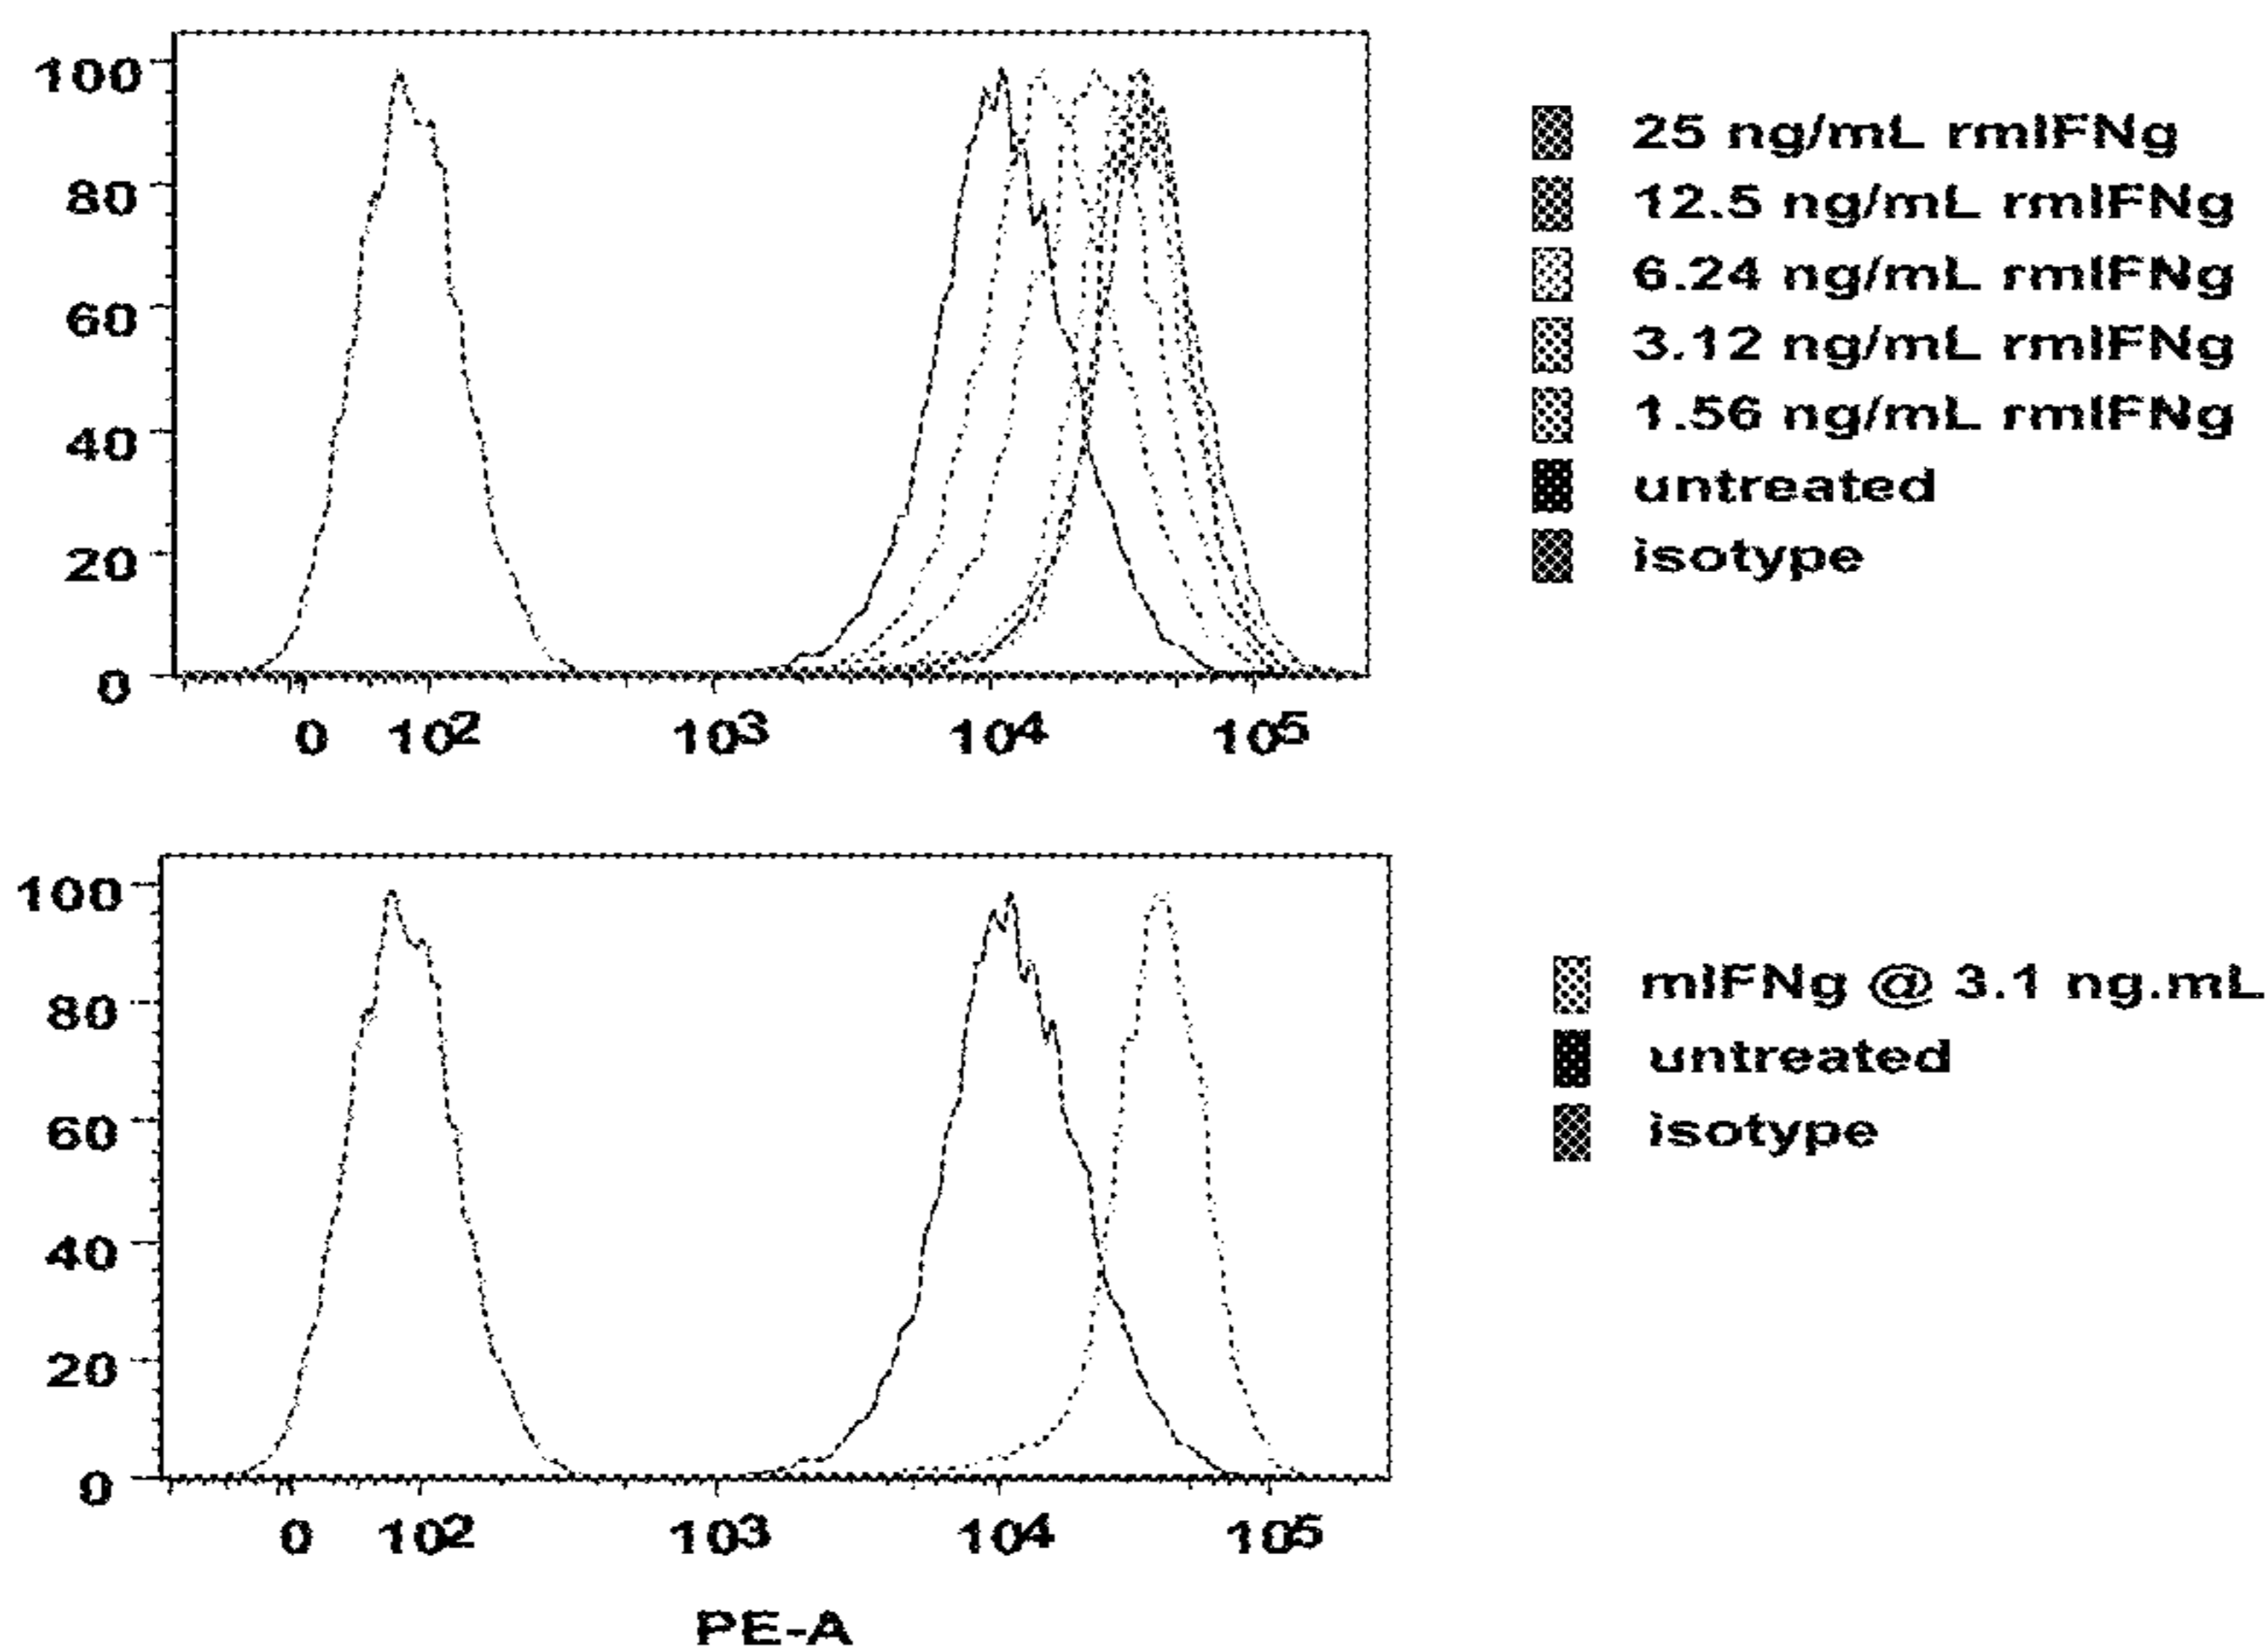 100
80
60
40
20
0
0 10² 10³ 10⁴ 10⁵
25 ng/mL rmIFNg
12.5 ng/mL rmIFNg
6.24 ng/mL rmIFNg
3.12 ng/mL rmIFNg
1.56 ng/mL rmIFNg
untreated
isotype
100
80
60
40
20
0
0 10² 10³ 10⁴ 10⁵
PE-A
mIFNg @ 3.1 ng.mL
untreated
isotype